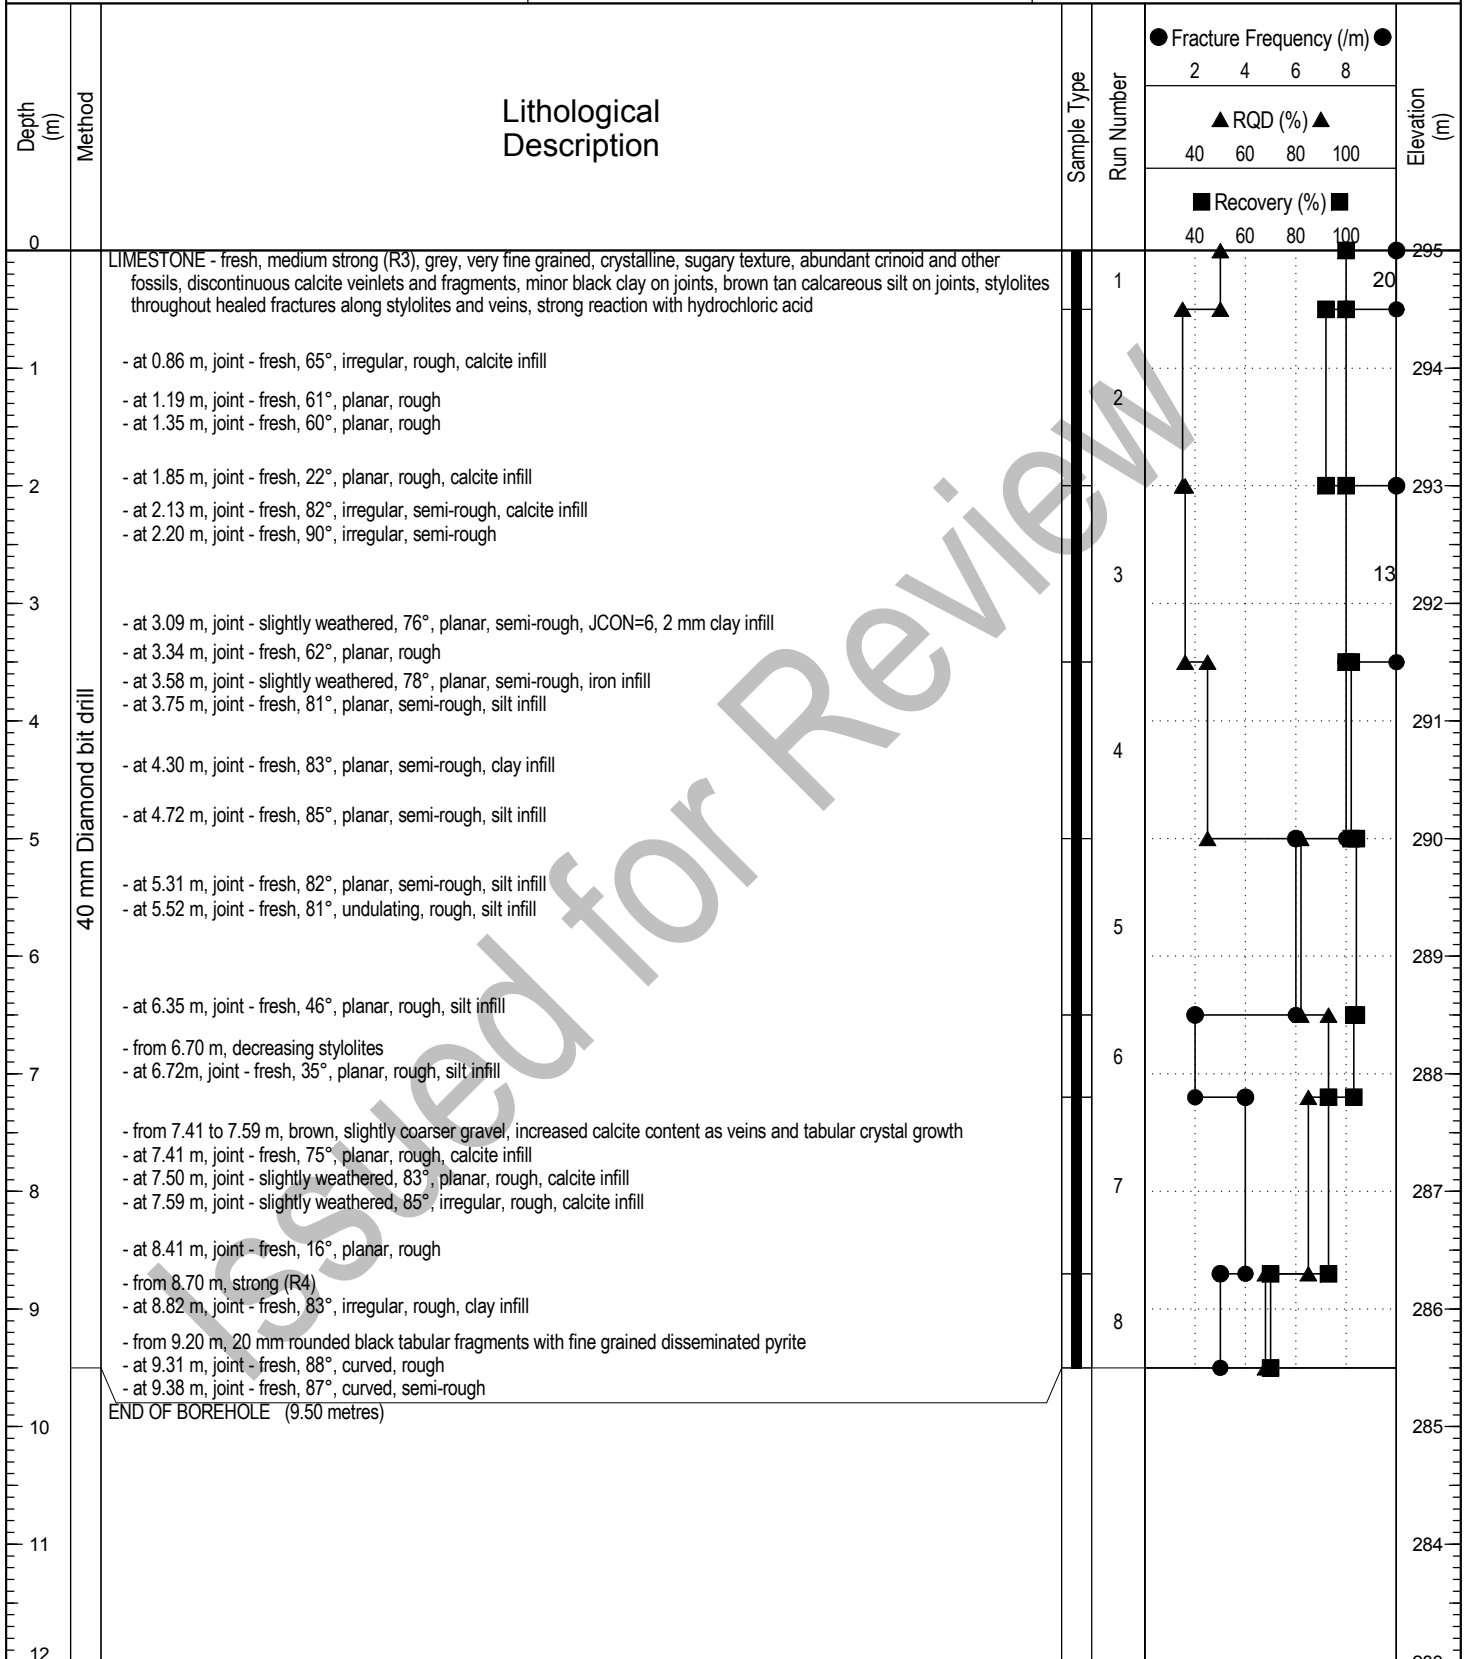 Depth
(m)
Method
Lithological
Description
Sample Type
Run Number
Fracture Frequency (/m)
2 4 6 8
RQD (%)
40 60 80 100
Recovery (%)
40 60 80 100
Elevation
(m)
0
295
LIMESTONE - fresh, medium strong (R3), grey, very fine grained, crystalline, sugary texture, abundant crinoid and other
fossils, discontinuous calcite veinlets and fragments, minor black clay on joints, brown tan calcareous silt on joints, stylolites
throughout healed fractures along stylolites and veins, strong reaction with hydrochloric acid
1
20
- at 0.86 m, joint - fresh, 65°, irregular, rough, calcite infill
1
294
- at 1.19 m, joint - fresh, 61°, planar, rough
2
- at 1.35 m, joint - fresh, 60°, planar, rough
- at 1.85 m, joint - fresh, 22°, planar, rough, calcite infill
2
293
- at 2.13 m, joint - fresh, 82°, irregular, semi-rough, calcite infill
- at 2.20 m, joint - fresh, 90°, irregular, semi-rough
3
13
3
292
- at 3.09 m, joint - slightly weathered, 76°, planar, semi-rough, JCON=6, 2 mm clay infill
- at 3.34 m, joint - fresh, 62°, planar, rough
- at 3.58 m, joint - slightly weathered, 78°, planar, semi-rough, iron infill
- at 3.75 m, joint - fresh, 81°, planar, semi-rough, silt infill
4
291
40 mm Diamond bit drill
4
- at 4.30 m, joint - fresh, 83°, planar, semi-rough, clay infill
- at 4.72 m, joint - fresh, 85°, planar, semi-rough, silt infill
5
290
- at 5.31 m, joint - fresh, 82°, planar, semi-rough, silt infill
- at 5.52 m, joint - fresh, 81°, undulating, rough, silt infill
5
6
289
- at 6.35 m, joint - fresh, 46°, planar, rough, silt infill
- from 6.70 m, decreasing stylolites
6
- at 6.72m, joint - fresh, 35°, planar, rough, silt infill
7
288
- from 7.41 to 7.59 m, brown, slightly coarser gravel, increased calcite content as veins and tabular crystal growth
- at 7.41 m, joint - fresh, 75°, planar, rough, calcite infill
- at 7.50 m, joint - slightly weathered, 83°, planar, rough, calcite infill
7
8
287
- at 7.59 m, joint - slightly weathered, 85°, irregular, rough, calcite infill
- at 8.41 m, joint - fresh, 16°, planar, rough
- from 8.70 m, strong (R4)
- at 8.82 m, joint - fresh, 83°, irregular, rough, clay infill
9
286
8
- from 9.20 m, 20 mm rounded black tabular fragments with fine grained disseminated pyrite
- at 9.31 m, joint - fresh, 88°, curved, rough
- at 9.38 m, joint - fresh, 87°, curved, semi-rough
END OF BOREHOLE (9.50 metres)
10
285
11
284
12
Issued for Review